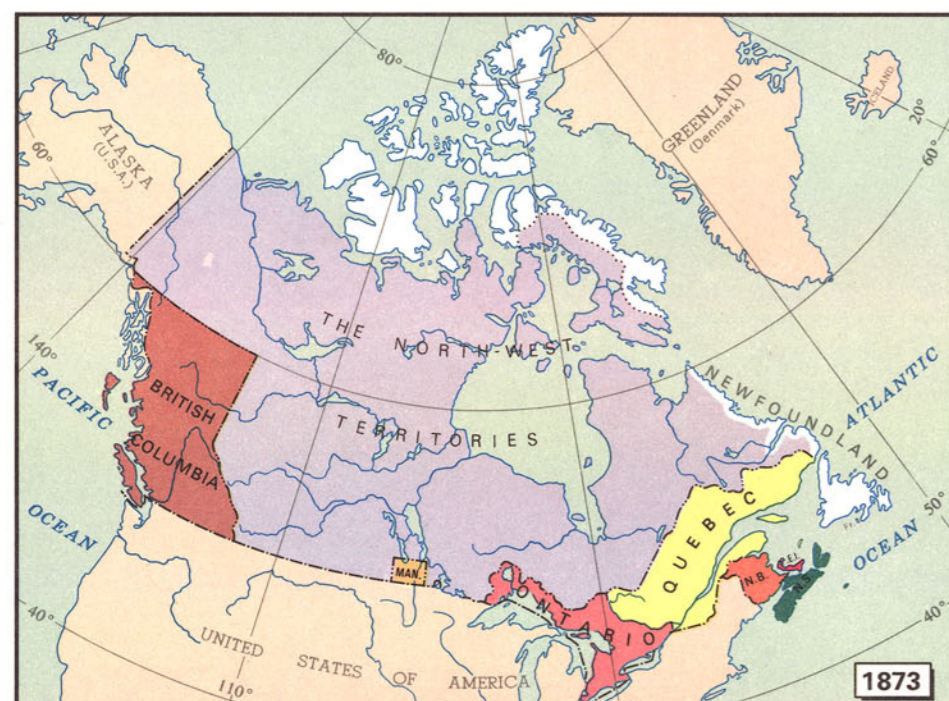 80°
ICELAND
20°
GREENLAND
(Denmark)
60°
ALASKA
(U.S.A.)
60°
THE NORTH-WEST
TERRITORIES
140°
PACIFIC
OCEAN
BRITISH
COLUMBIA
NEWFOUNDLAND
ATLANTIC
OCEAN
50°
QUEBEC
MAN.
ONTARIO
P.E.I.
N.B.
N.S.
Fr.
40°
UNITED STATES OF AMERICA
40°
110°
1873